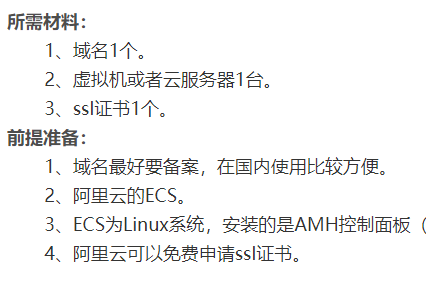 所需材料：
1、域名1个。
2、虚拟机或者云服务器1台。
3、ssl证书1个。
前提准备：
1、域名最好要备案，在国内使用比较方便。
2、阿里云的ECS。
3、ECS为Linux系统，安装的是AMH控制面板（
4、阿里云可以免费申请ssl证书。